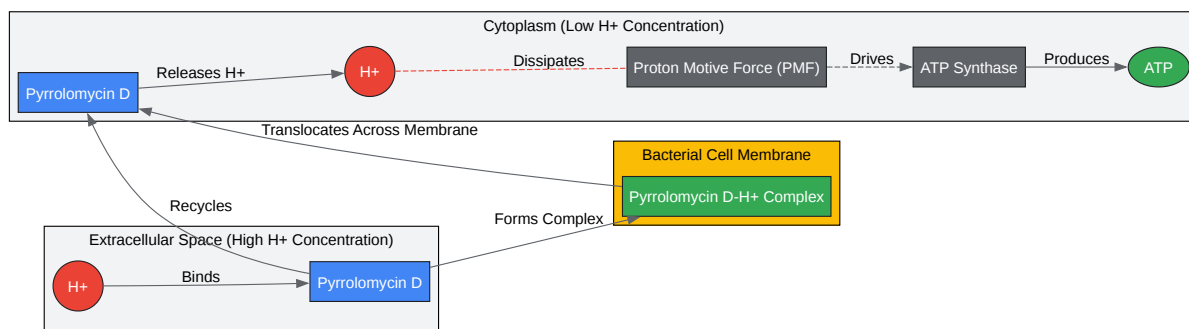 Cytoplasm (Low H+ Concentration)
Pyrrolomycin D
Releases H+
H+
Dissipates
Proton Motive Force (PMF)
Drives
ATP Synthase
Produces
ATP
Translocates Across Membrane
Bacterial Cell Membrane
Pyrrolomycin D-H+ Complex
Recycles
Forms Complex
Extracellular Space (High H+ Concentration)
H+
Binds
Pyrrolomycin D